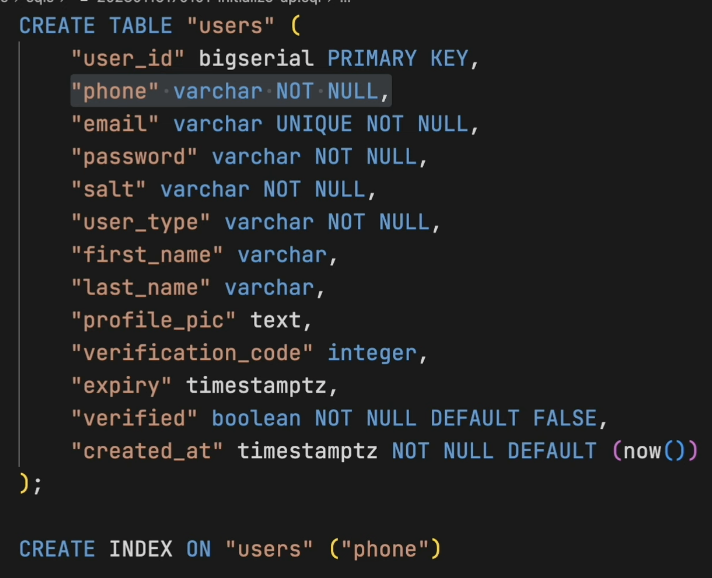 CREATE TABLE "users" (
"user_id" bigserial PRIMARY KEY,
"phone" varchar NOT NULL,
"email" varchar UNIQUE NOT NULL,
"password" varchar NOT NULL,
"salt" varchar NOT NULL,
"user_type" varchar NOT NULL,
"first_name" varchar,
"last_name" varchar,
"profile_pic" text,
"verification_code" integer,
"expiry" timestamptz,
"verified" boolean NOT NULL DEFAULT FALSE,
"created_at" timestamptz NOT NULL DEFAULT (now())
);
CREATE INDEX ON "users" ("phone")